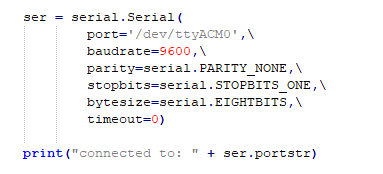 ser = serial.Serial(
port='/dev/ttyACM0',\
baudrate=9600,\
parity=serial.PARITY_NONE,\
stopbits=serial.STOPBITS_ONE,\
bytesize=serial.EIGHTBITS,\
timeout=0)
print("connected to: " + ser.portstr)